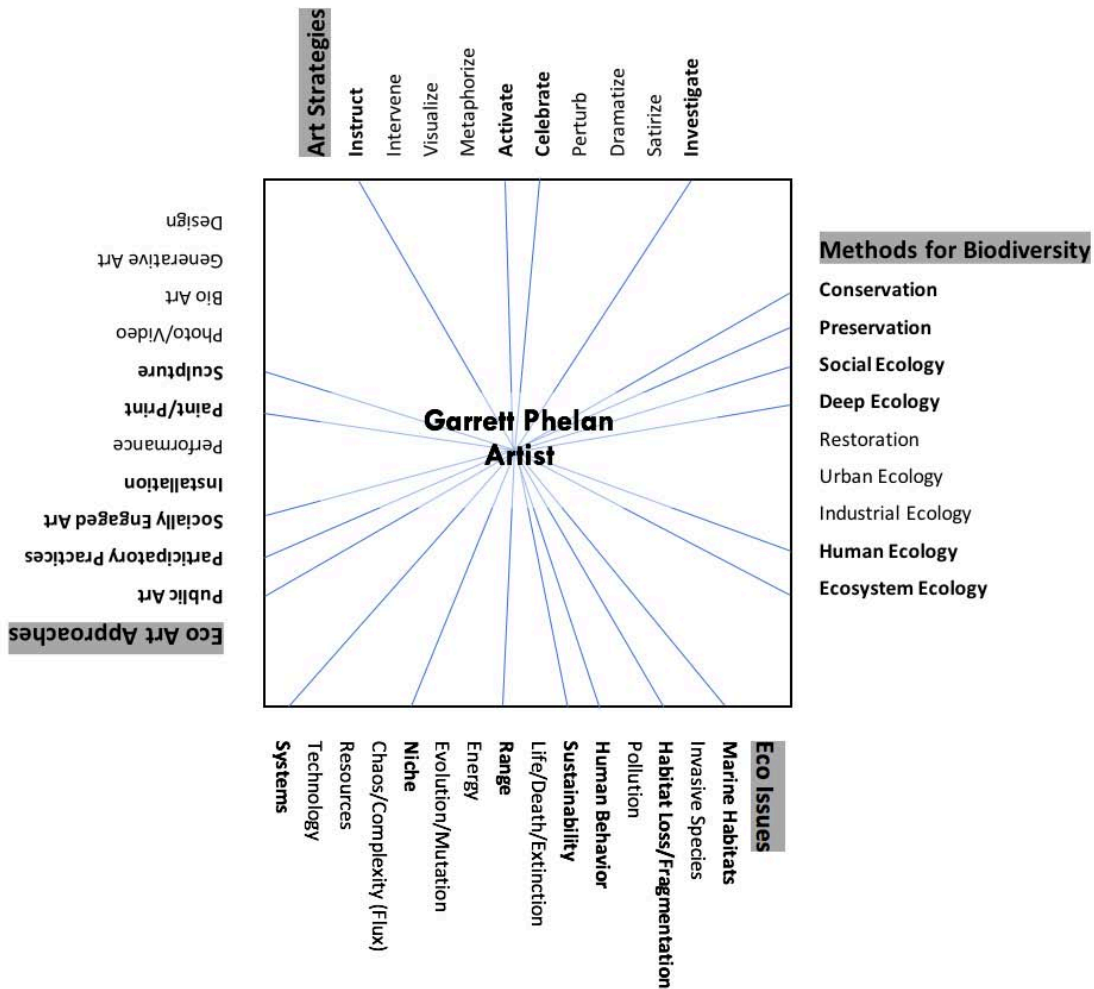 Art Strategies
Instruct
Intervene
Visualize
Metaphorize
Activate
Celebrate
Perturb
Dramatize
Satirize
Investigate
Methods for Biodiversity
Conservation
Preservation
Social Ecology
Deep Ecology
Restoration
Urban Ecology
Industrial Ecology
Human Ecology
Ecosystem Ecology
Garrett Phelan
Artist
Eco Issues
Marine Habitats
Invasive Species
Habitat Loss/Fragmentation
Pollution
Human Behavior
Sustainability
Life/Death/Extinction
Range
Energy
Evolution/Mutation
Niche
Chaos/Complexity (Flux)
Resources
Technology
Systems
Eco Art Approaches
Public Art
Participatory Practices
Socially Engaged Art
Installation
Performance
Paint/Print
Sculpture
Photo/Video
Bio Art
Generative Art
Design